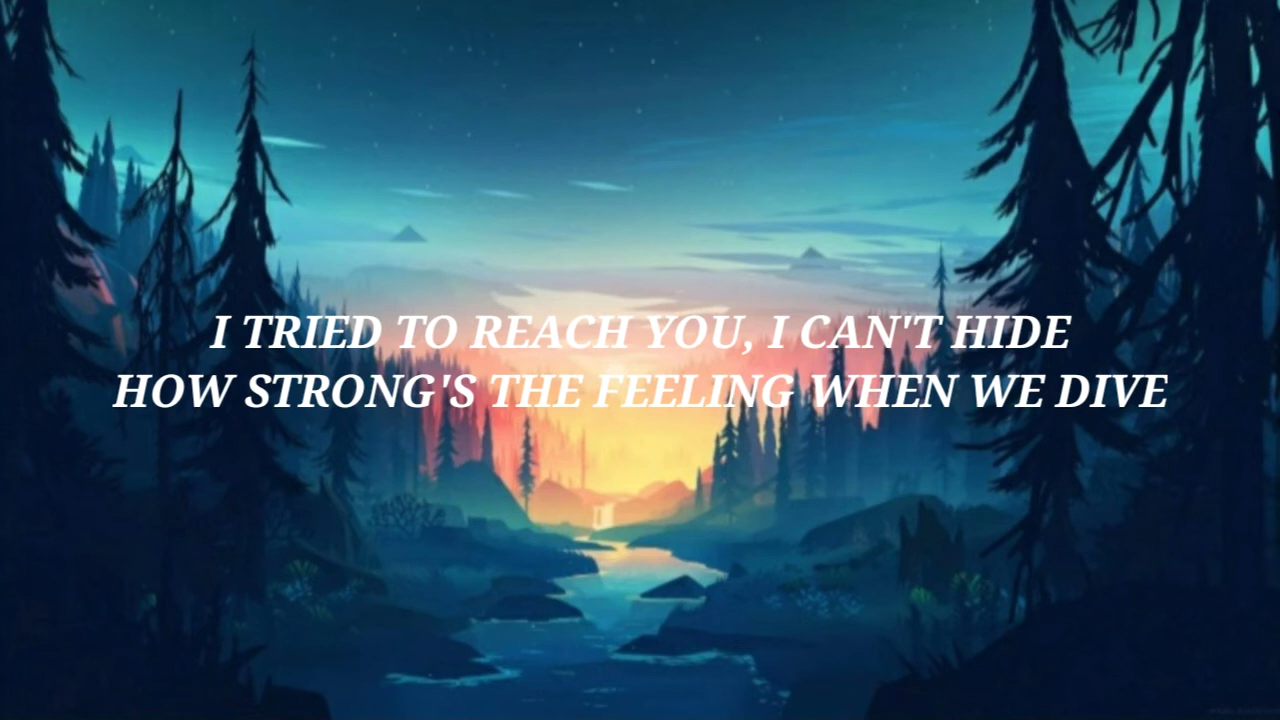 I TRIED TO REACH YOU, I CAN'T HIDE
HOW STRONG'S THE FEELING WHEN WE DIVE